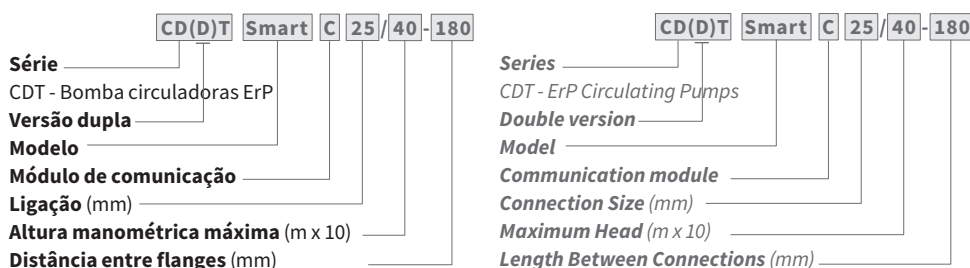 CD(D)T Smart C 25/40-180
Série
CDT - Bomba circuladoras ErP
Versão dupla
Modelo
Módulo de comunicação
Ligação (mm)
Altura manométrica máxima (m x 10)
Distância entre flanges (mm)
CD(D)T Smart C 25/40-180
Series
CDT - ErP Circulating Pumps
Double version
Model
Communication module
Connection Size (mm)
Maximum Head (m x 10)
Length Between Connections (mm)